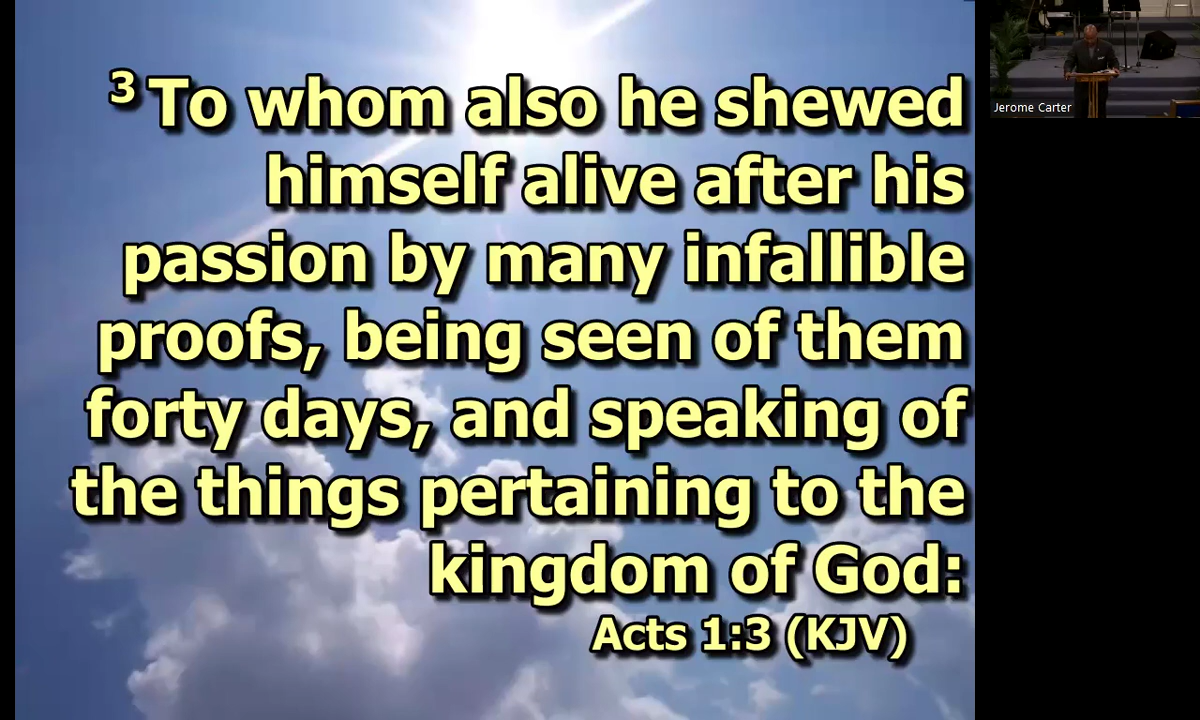 3 To whom also he shewed
himself alive after his
passion by many infallible
proofs, being seen of them
forty days, and speaking of
the things pertaining to the
kingdom of God:
Acts 1:3 (KJV)
Jerome Carter